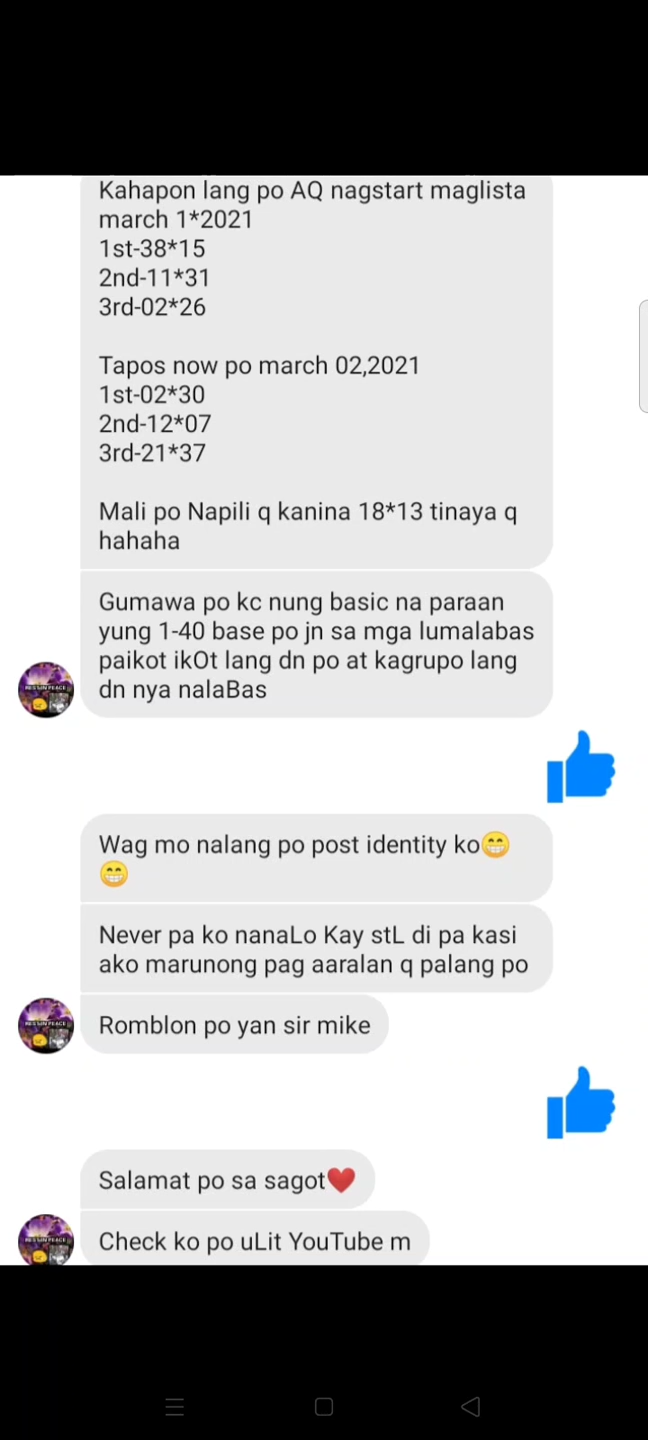 Kahapon lang po AQ nagstart maglista
march 1*2021
1st-38*15
2nd-11*31
3rd-02*26
Tapos now po march 02,2021
1st-02*30
2nd-12*07
3rd-21*37
Mali po Napili q kanina 18*13 tinaya q
hahaha
Gumawa po kc nung basic na paraan
yung 1-40 base po jn sa mga lumalabas
paikot ikOt lang dn po at kagrupo lang
dn nya nalaBas
Wag mo nalang po post identity ko😁
😁
Never pa ko nanaLo Kay stL di pa kasi
ako marunong pag aaralan q palang po
Romblon po yan sir mike
Salamat po sa sagot❤️
Check ko po uLit YouTube m